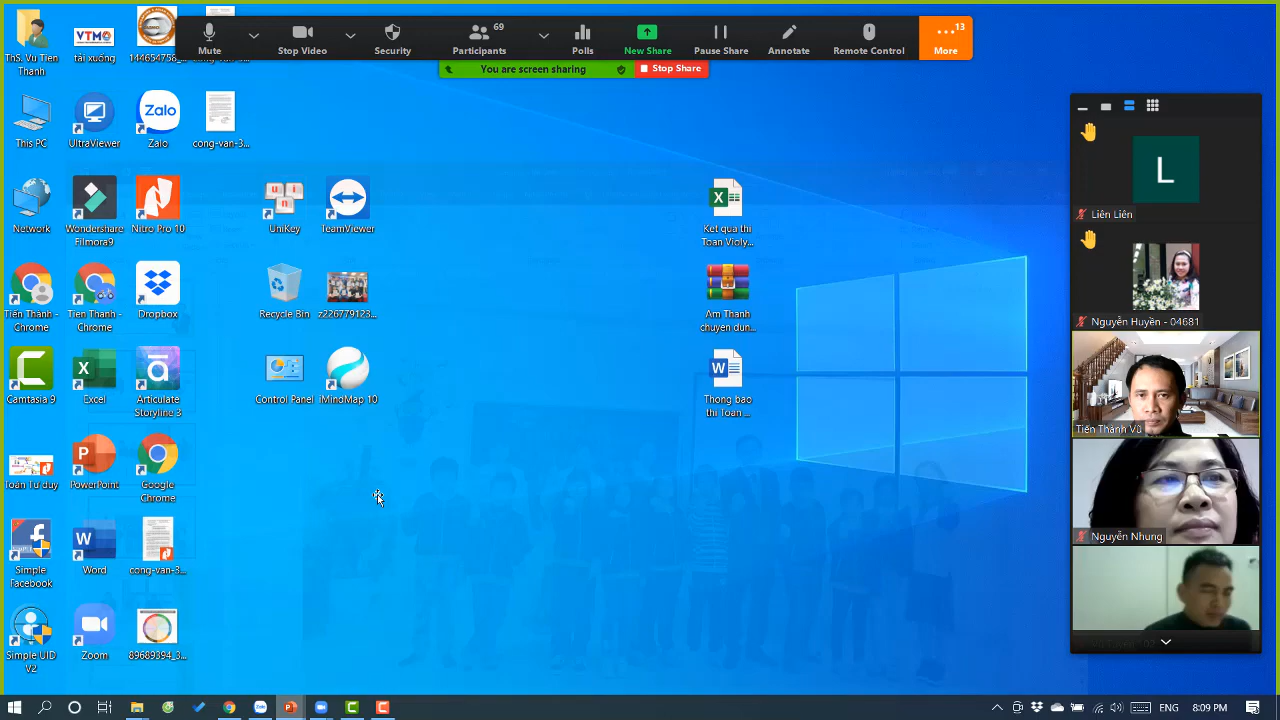 Mute
Stop Video
Security
Participants
69
Polls
New Share
Pause Share
Annotate
Remote Control
13
More
You are screen sharing
Stop Share
ThS. Vu Tien
Thanh
VTMO
tai xuong
144654756_...
This PC
UltraViewer
Zalo
Zalo
cong-van-3...
Network
Wondershare
Filmora9
Nitro Pro 10
UniKey
TeamViewer
Ket qua thi
Toan Violy...
Tien Thanh -
Chrome
Tien Thanh -
Chrome
Dropbox
Recycle Bin
z226779123...
Am Thanh
chuyen dun...
Camtasia 9
Excel
Articulate
Storyline 3
Control Panel
iMindMap 10
Thong bao
thi Toan ...
Toan Tu duy
PowerPoint
Google
Chrome
Simple
Facebook
Word
cong-van-3...
Simple UID
V2
Zoom
89689394_3...
L
Liên Liên
Nguyễn Huyền - 04681
Tiến Thành Vũ
Nguyễn Nhung
ENG
8:09 PM